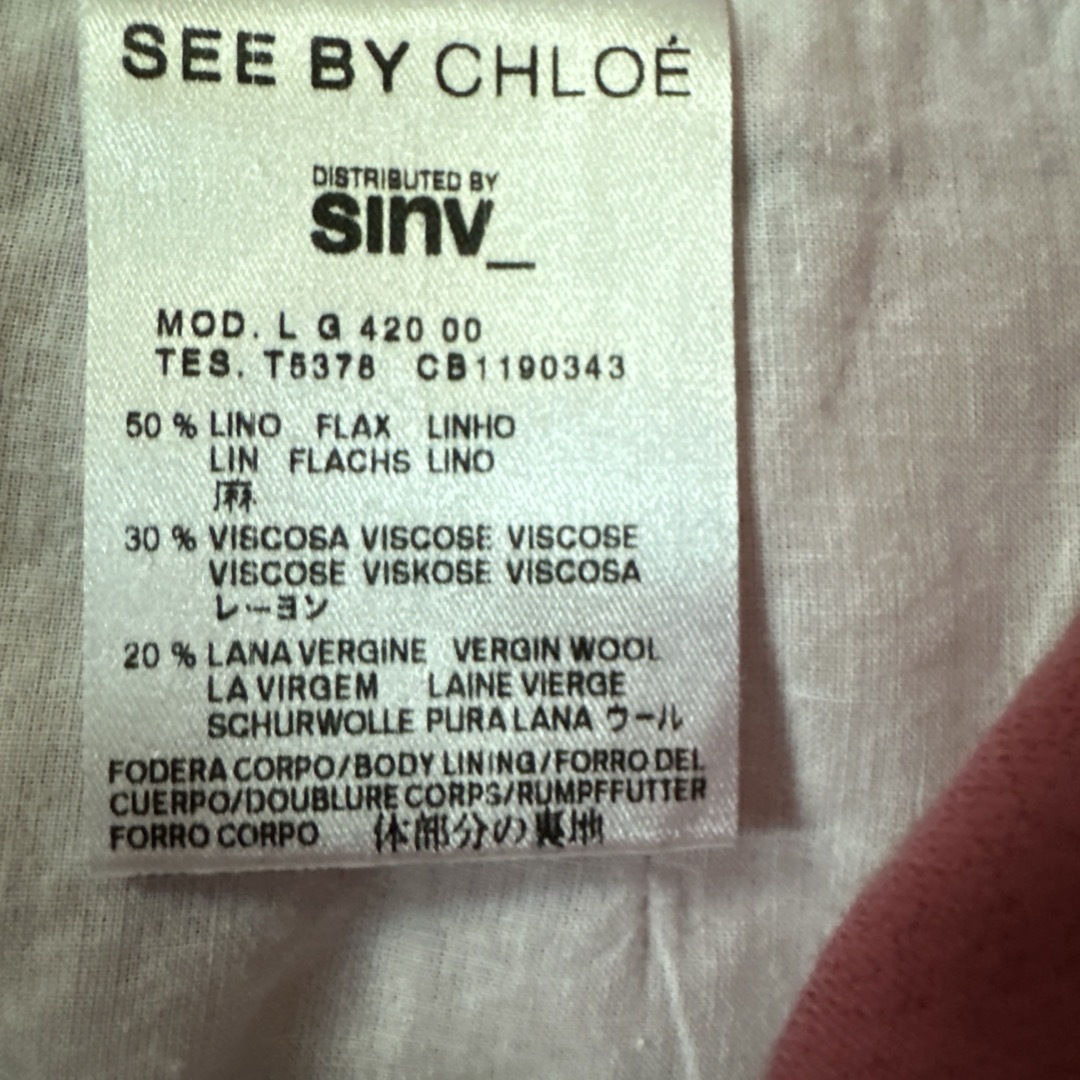 SEE BY CHLOÉ
DISTRIBUTED BY
sinv_
MOD. L G 420 00
TES. T5378 CB1190343
50 % LINO FLAX LINHO
LIN FLACHS LINO
麻
30 % VISCOSA VISCOSE VISCOSE
VISCOSE VISKOSE VISCOSA
レーヨン
20 % LANA VERGINE VERGIN WOOL
LA VIRGEM LAINE VIERGE
SCHURWOLLE PURA LANA ウール
FODERA CORPO/BODY LINING/FORRO DEL
CUERPO/DOUBLURE CORPS/RUMPFFUTTER
FORRO CORPO 体部分の裏地